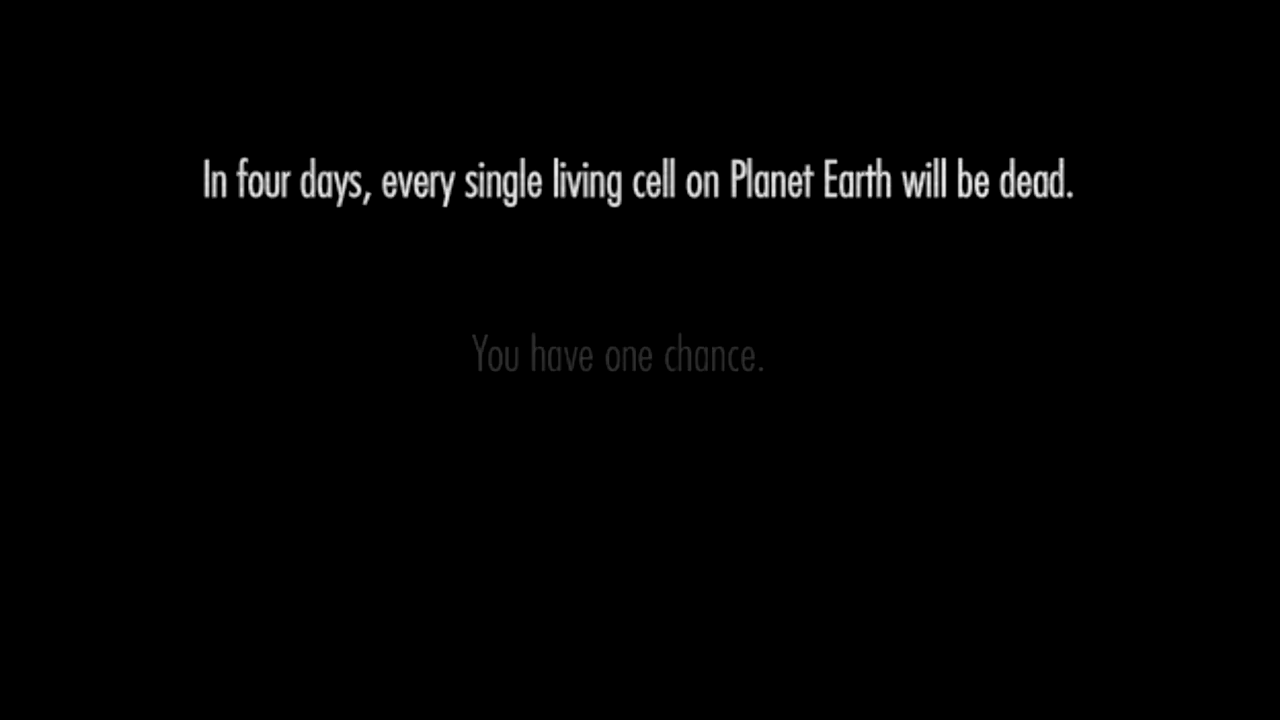 In four days, every single living cell on Planet Earth will be dead.
You have one chance.